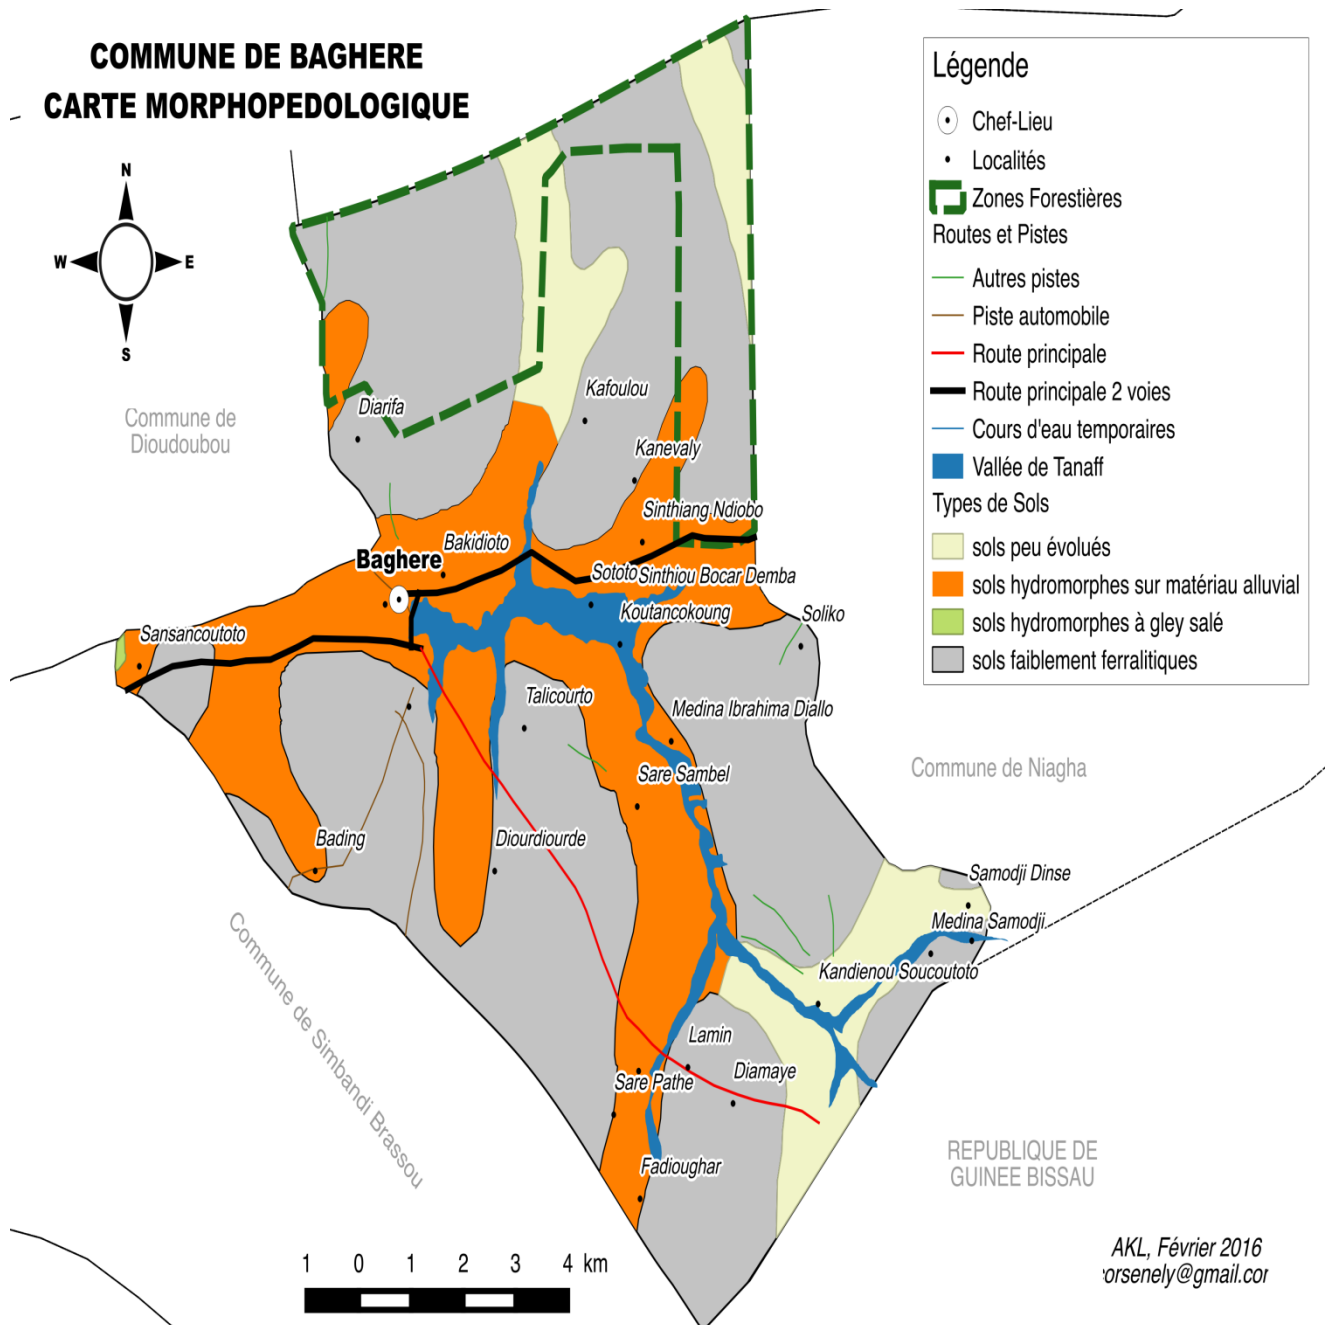 COMMUNE DE BAGHERE
CARTE MORPHOPEDOLOGIQUE
N
W
E
S
Légende
Chef-Lieu
Localités
Zones Forestières
Routes et Pistes
Autres pistes
Piste automobile
Route principale
Route principale 2 voies
Cours d'eau temporaires
Vallée de Tanaff
Types de Sols
sols peu évolués
sols hydromorphes sur matériau alluvial
sols hydromorphes à gley salé
sols faiblement ferralitiques
Commune de
Dioudoubou
Diarifa
Kafoulou
Kanevaly
Sinthiang Ndiobo
Bakidioto
Baghere
Sototo
Sinthiou Bocar Demba
Koutancokoung
Soliko
Sansancoutoto
Talicourto
Medina Ibrahima Diallo
Sare Sambel
Commune de Niagha
Bading
Diourdiourde
Samodji Dinse
Medina Samodji
Kandienou Soucoutoto
Commune de Simbandi Brassou
Lamin
Diamaye
Sare Pathe
Fadioughar
REPUBLIQUE DE
GUINEE BISSAU
1 0 1 2 3 4 km
AKL, Février 2016
orsenely@gmail.cor